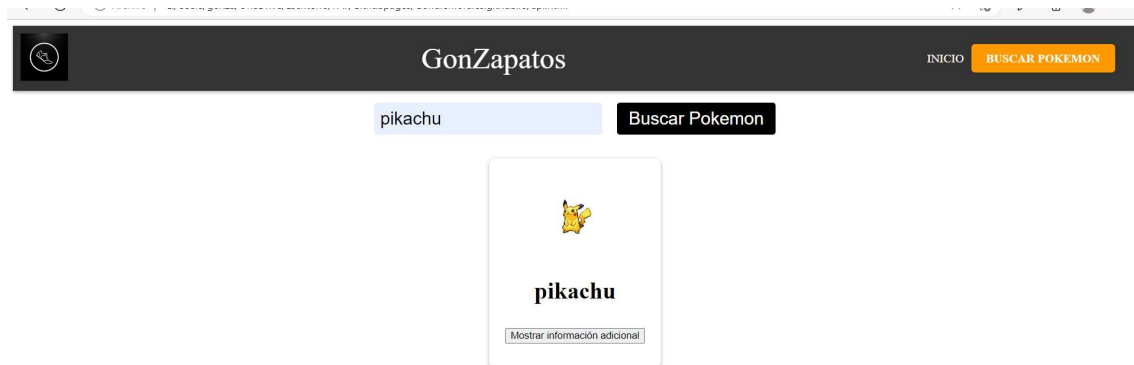 GonZapatos
INICIO
BUSCAR POKEMON
pikachu
Buscar Pokemon
pikachu
Mostrar información adicional